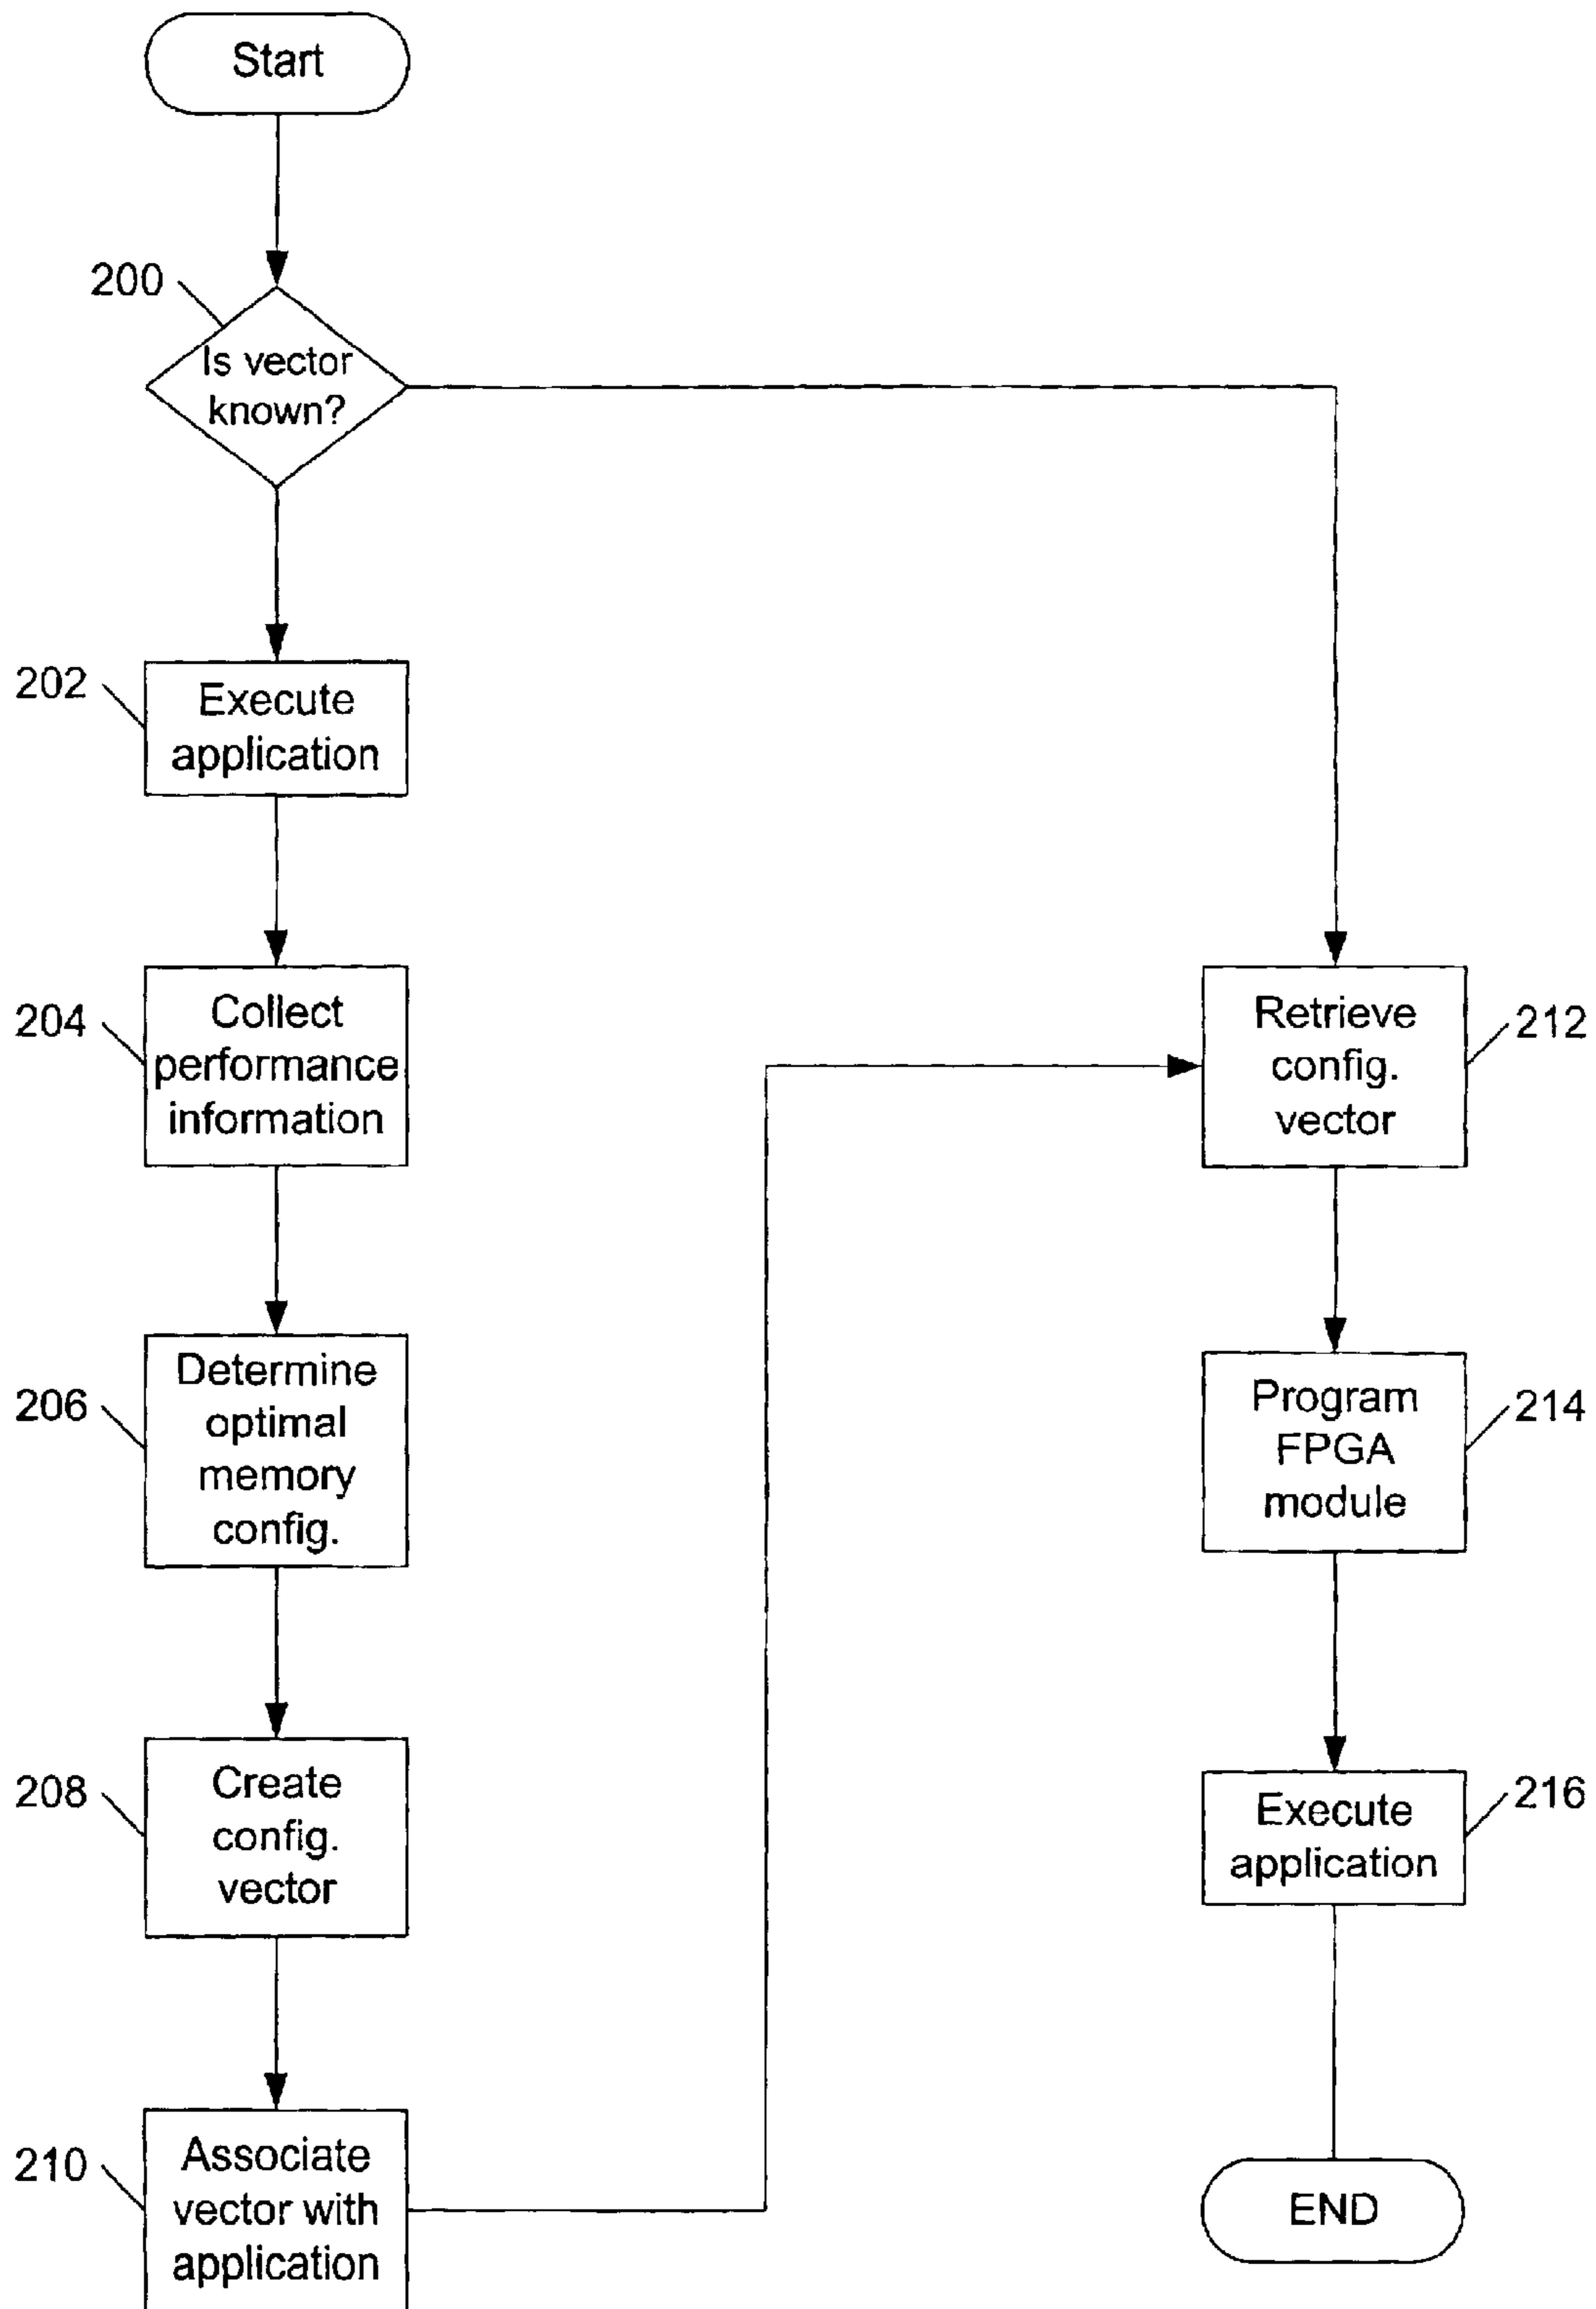 Start
200
Is vector
known?
202
Execute
application
204
Collect
performance
information
206
Determine
optimal
memory
config.
208
Create
config.
vector
210
Associate
vector with
application
Retrieve
config.
vector
212
Program
FPGA
module
214
Execute
application
216
END